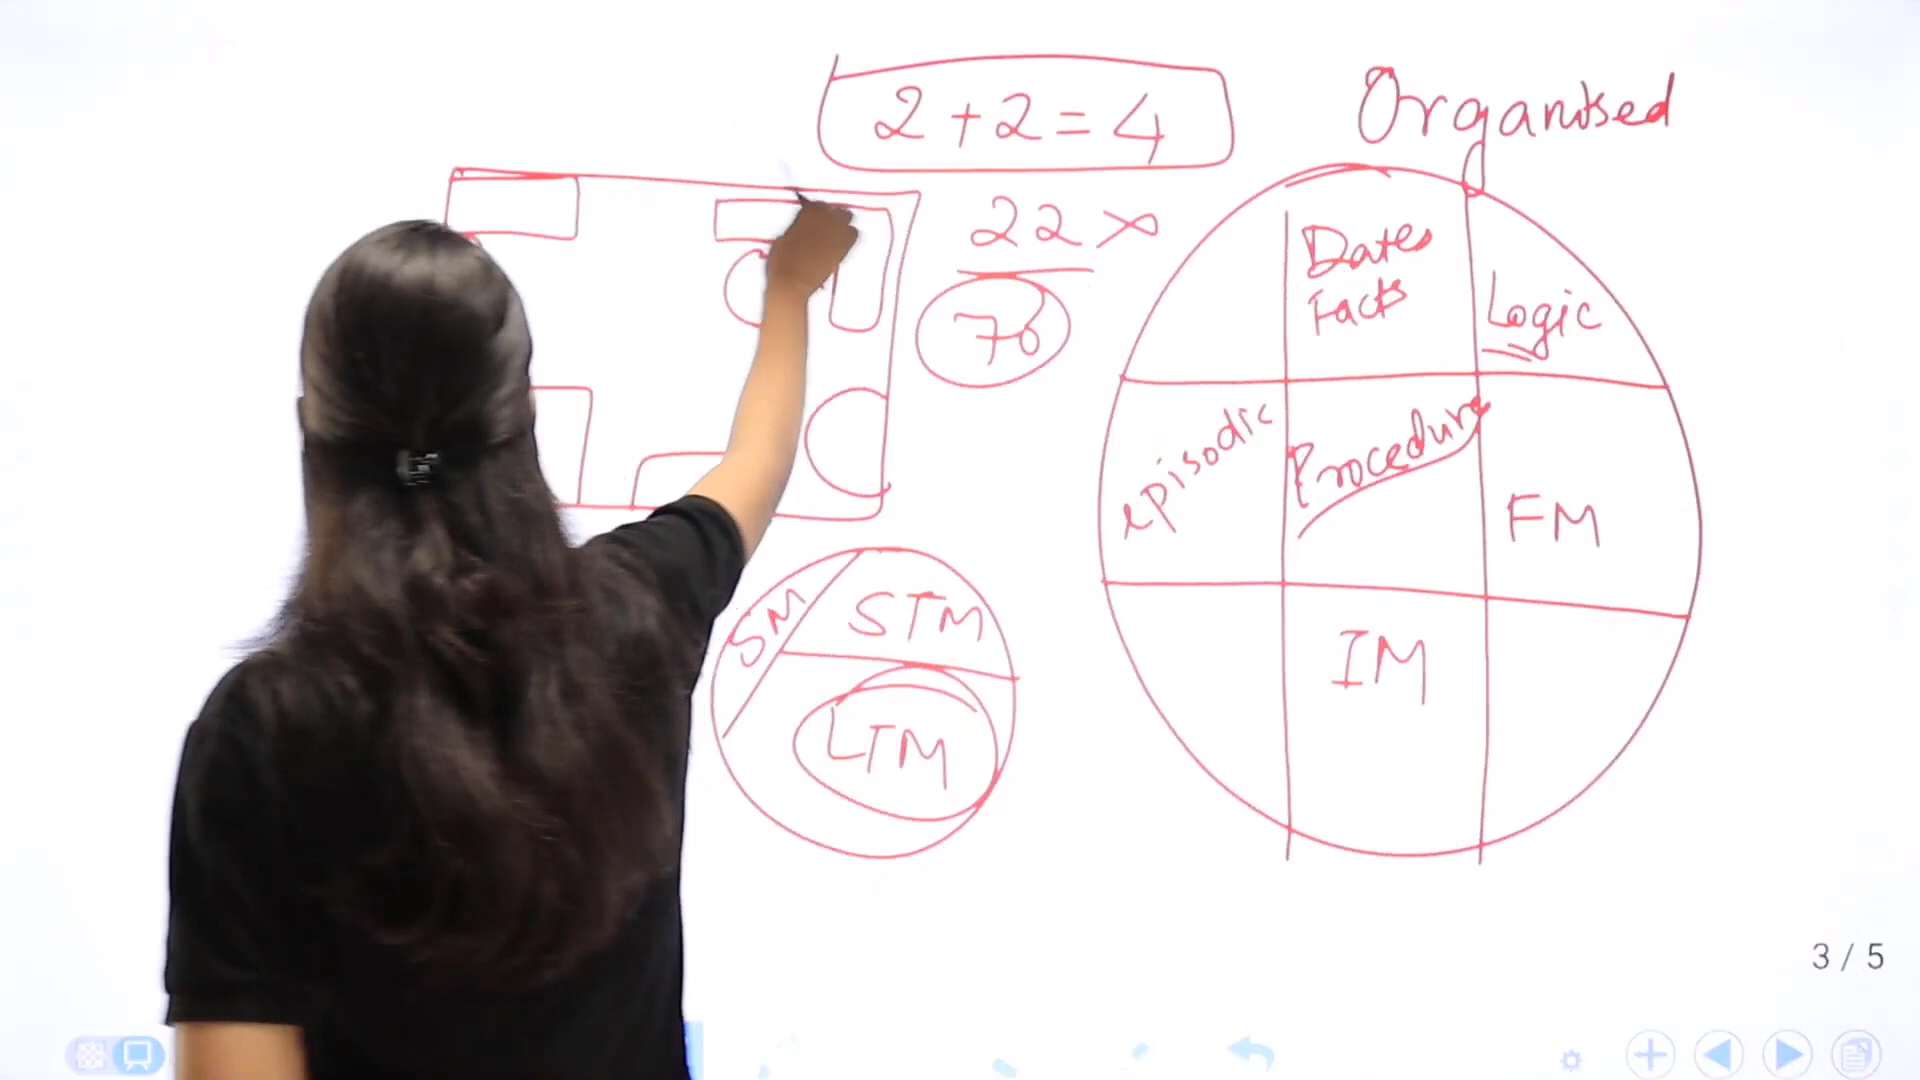 2 + 2 = 4
Organised
22
76
Dates
Facts
Logic
episodic
Procedure
FM
SM
STM
LTM
IM
3 / 5